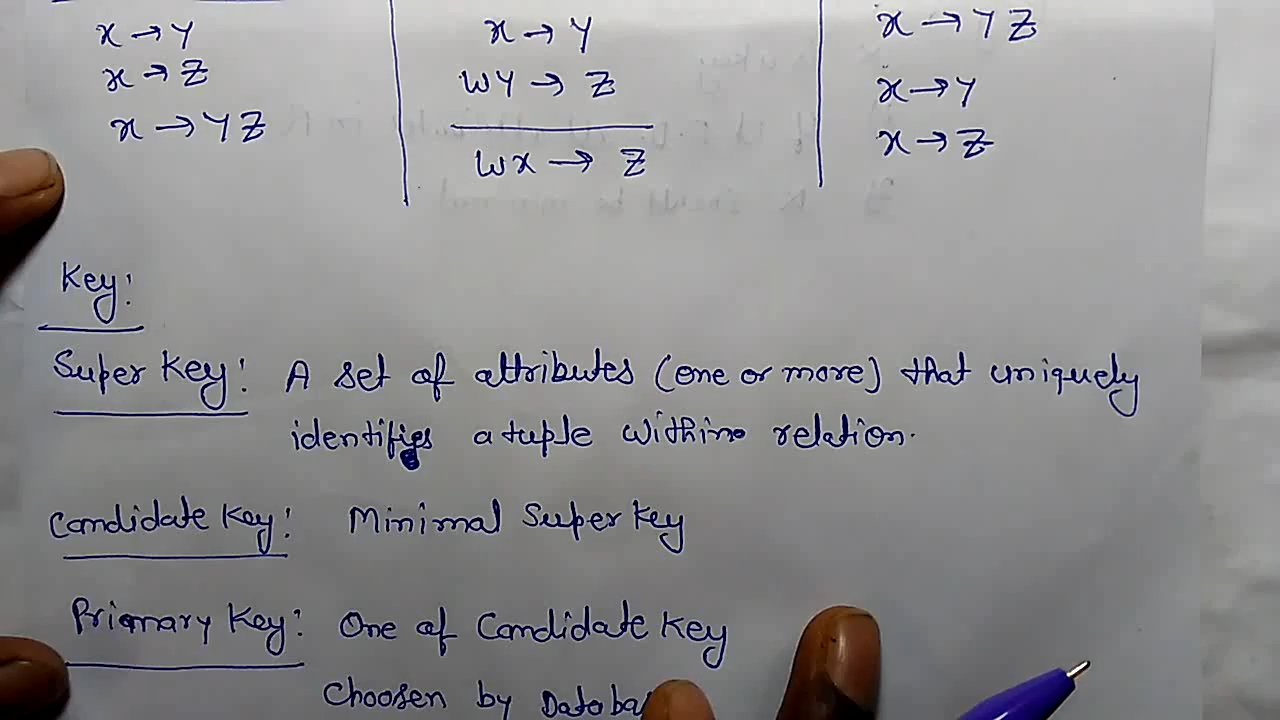 x → Y
x → Z
x → YZ
x → Y
WY → Z
WX → Z
x → YZ
x → Y
x → Z
Key:
Super Key: A set of attributes (one or more) that uniquely
identifies a tuple within relation.
Candidate Key: Minimal Super Key
Primary Key: One of Candidate Key
Choosen by Databa